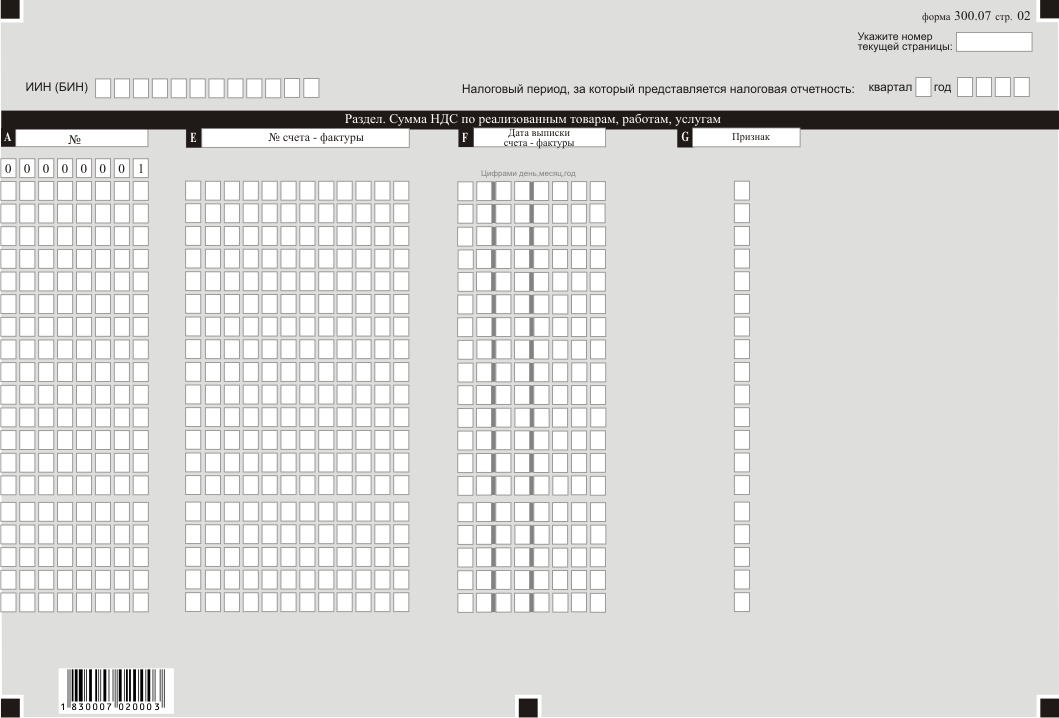 форма 300.07 стр. 02
Укажите номер
текущей страницы:
ИИН (БИН)
Налоговый период, за который представляется налоговая отчетность: квартал год
Раздел. Сумма НДС по реализованным товарам, работам, услугам
A № E № счета - фактуры F Дата выписки
счета - фактуры G Признак
0 0 0 0 0 0 0 1
Цифрами день,месяц,год
1 830007 020003